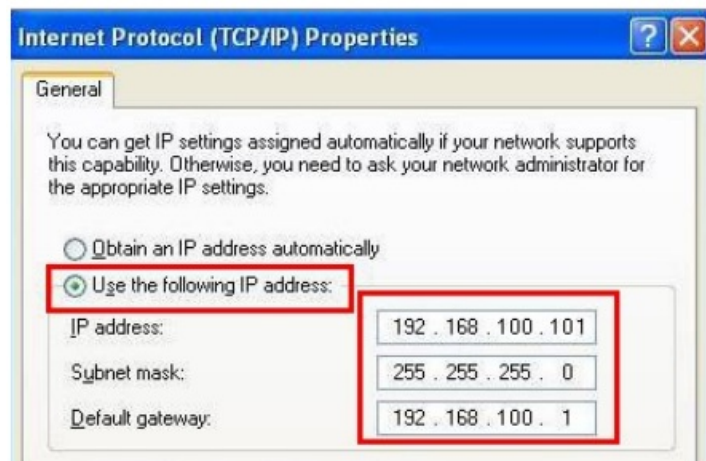 Internet Protocol (TCP/IP) Properties
General
You can get IP settings assigned automatically if your network supports
this capability. Otherwise, you need to ask your network administrator for
the appropriate IP settings.
Obtain an IP address automatically
Use the following IP address:
IP address: 192 . 168 . 100 . 101
Subnet mask: 255 . 255 . 255 . 0
Default gateway: 192 . 168 . 100 . 1